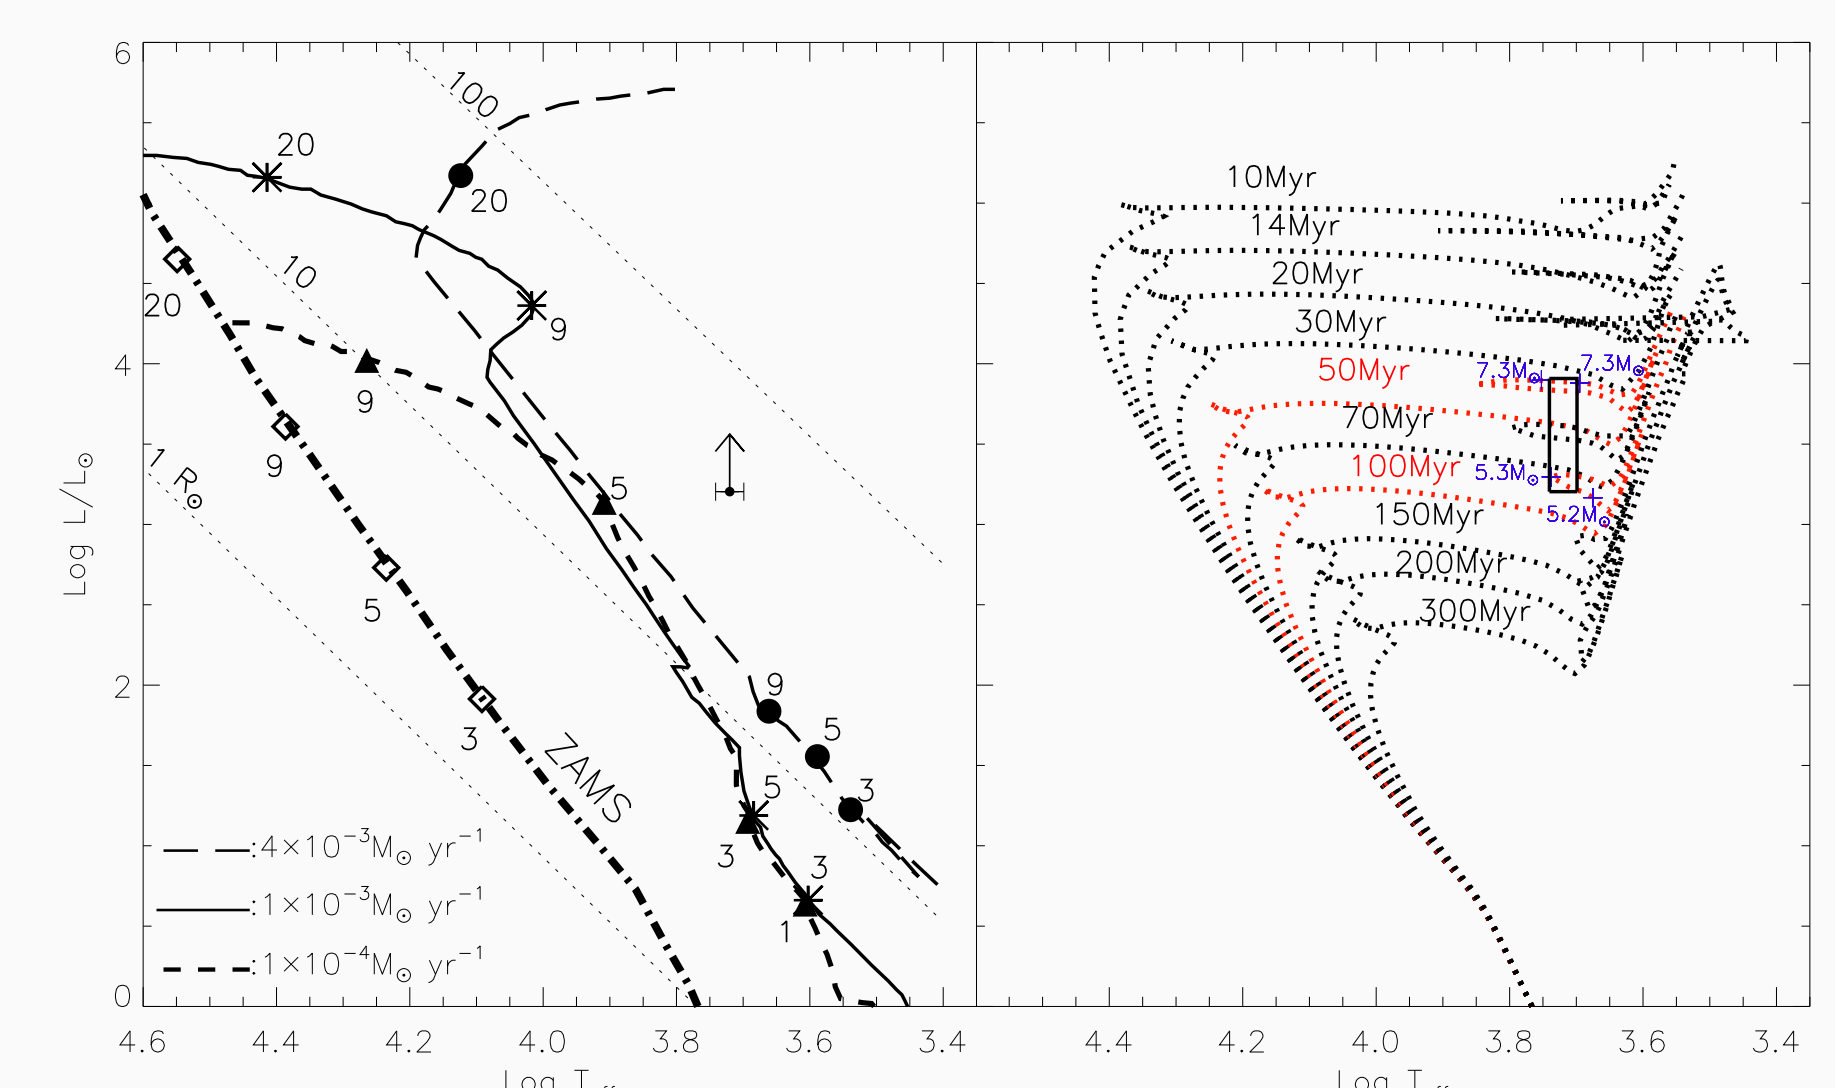 6
4
2
0
Log L/L☉
100
20
20
10
9
20
9
9
1 R☉
5
5
3
9
5
ZAMS
5
3
3
3
1
:4×10⁻³M☉ yr⁻¹
:1×10⁻³M☉ yr⁻¹
:1×10⁻⁴M☉ yr⁻¹
4.6 4.4 4.2 4.0 3.8 3.6 3.4
Log T
10Myr
14Myr
20Myr
30Myr
50Myr
7.3M☉ 7.3M☉
70Myr
100Myr
5.3M☉
150Myr
5.2M☉
200Myr
300Myr
4.4 4.2 4.0 3.8 3.6 3.4
Log T